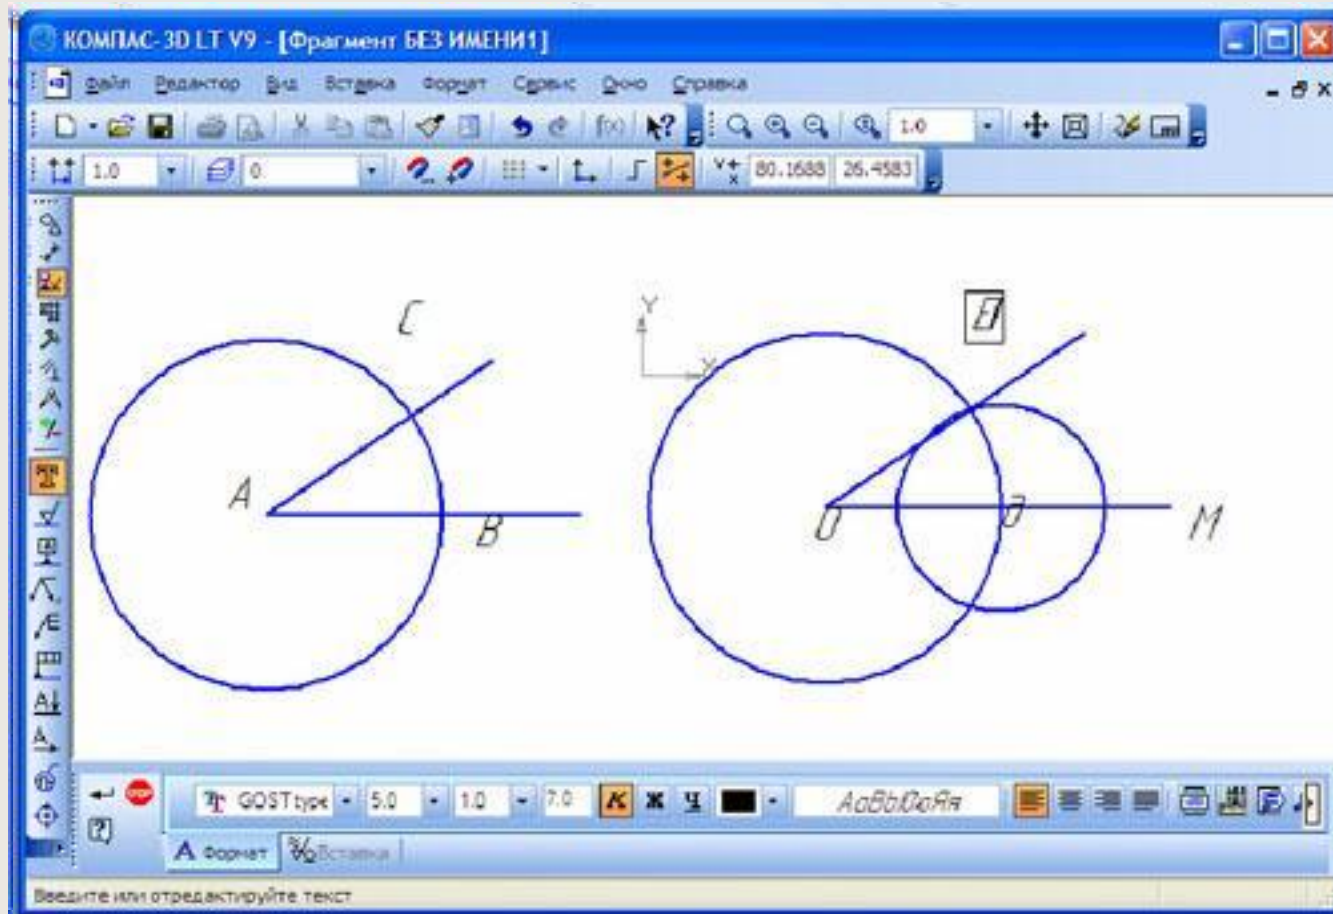 КОМПАС-3D LT V9 - [Фрагмент БЕЗ ИМЕНИ1]
Файл Редактор Вид Вставка Формат Сервис Окно Справка
f(x) 1.0
1.0 0 80.1688 26.4583
C Y
X
A B O д M
GOST type 5.0 1.0 7.0 К Ж Ч АаВbЮюЯя
Формат Вставка
Введите или отредактируйте текст